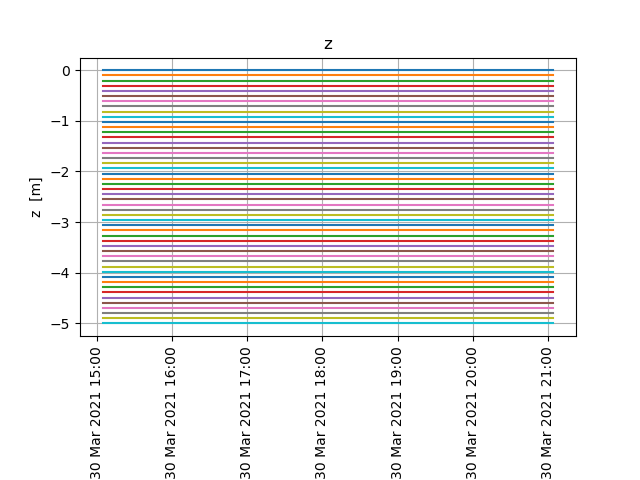 z
0
−1
−2
−3
−4
−5
z [m]
30 Mar 2021 15:00
30 Mar 2021 16:00
30 Mar 2021 17:00
30 Mar 2021 18:00
30 Mar 2021 19:00
30 Mar 2021 20:00
30 Mar 2021 21:00